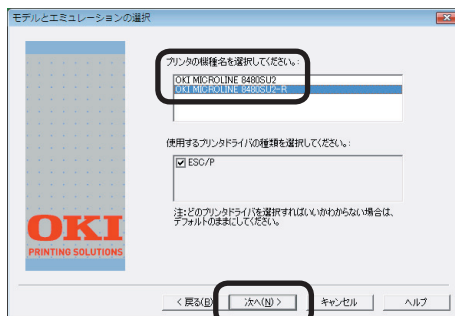 モデルとエミュレーションの選択
プリンタの機種名を選択してください。:
OKI MICROLINE 8480SU2
OKI MICROLINE 8480SU2-R
使用するプリンタドライバの種類を選択してください。:
ESC/P
注:どのプリンタドライバを選択すればいいかわからない場合は、
デフォルトのままにしてください。
OKI
PRINTING SOLUTIONS
< 戻る(B) 次へ(N) > キャンセル ヘルプ